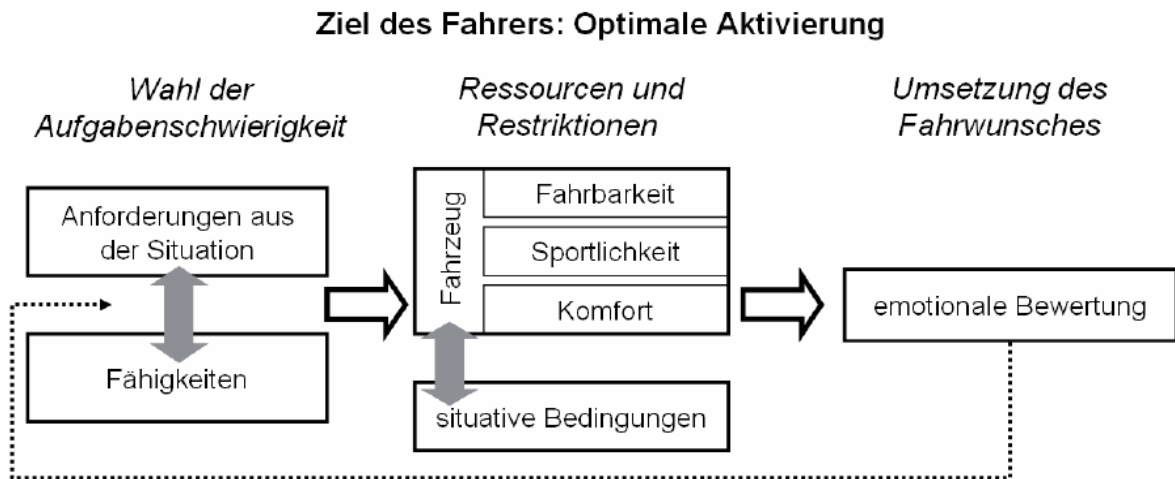 Ziel des Fahrers: Optimale Aktivierung
Wahl der
Aufgabenschwierigkeit
Ressourcen und
Restriktionen
Umsetzung des
Fahrwunsches
Anforderungen aus
der Situation
Fähigkeiten
Fahrzeug
Fahrbarkeit
Sportlichkeit
Komfort
situative Bedingungen
emotionale Bewertung